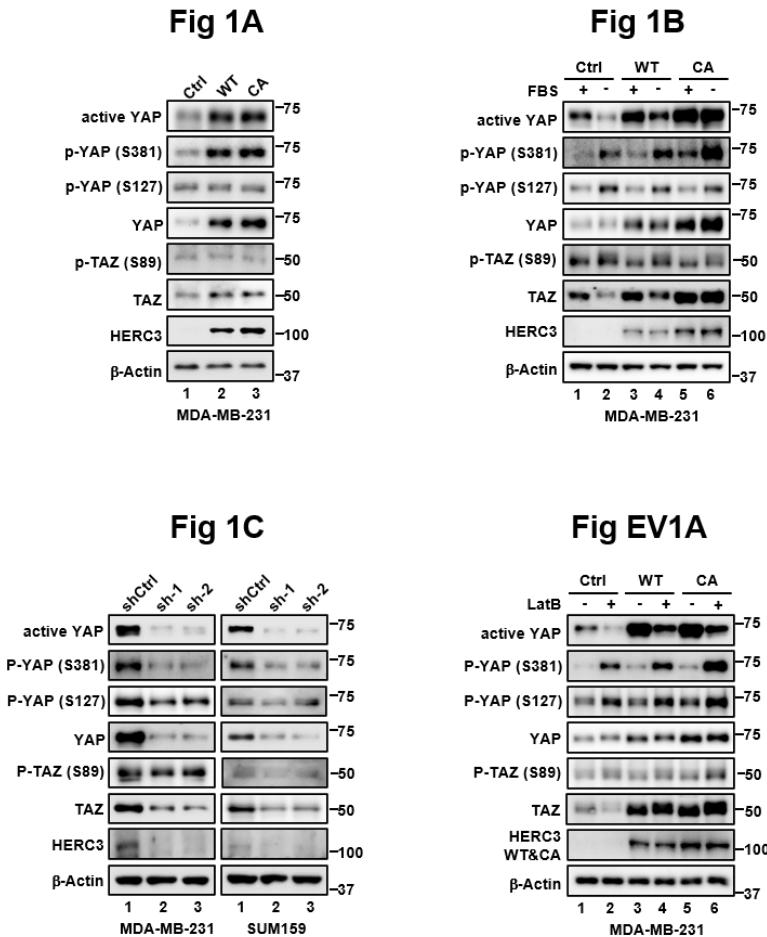 Fig 1A
Ctrl WT CA
active YAP –75
p-YAP (S381) –75
p-YAP (S127) –75
YAP –75
p-TAZ (S89) –50
TAZ –50
HERC3 –100
β-Actin –37
1 2 3
MDA-MB-231
Fig 1B
Ctrl WT CA
FBS + - + - + -
active YAP –75
p-YAP (S381) –75
p-YAP (S127) –75
YAP –75
p-TAZ (S89) –50
TAZ –50
HERC3 –100
β-Actin –37
1 2 3 4 5 6
MDA-MB-231
Fig 1C
shCtrl sh-1 sh-2 shCtrl sh-1 sh-2
active YAP –75
P-YAP (S381) –75
P-YAP (S127) –75
YAP –75
P-TAZ (S89) –50
TAZ –50
HERC3 –100
β-Actin –37
1 2 3 1 2 3
MDA-MB-231 SUM159
Fig EV1A
Ctrl WT CA
LatB - + - + - +
active YAP –75
P-YAP (S381) –75
P-YAP (S127) –75
YAP –75
P-TAZ (S89) –50
TAZ –50
HERC3
WT&CA –100
β-Actin –37
1 2 3 4 5 6
MDA-MB-231